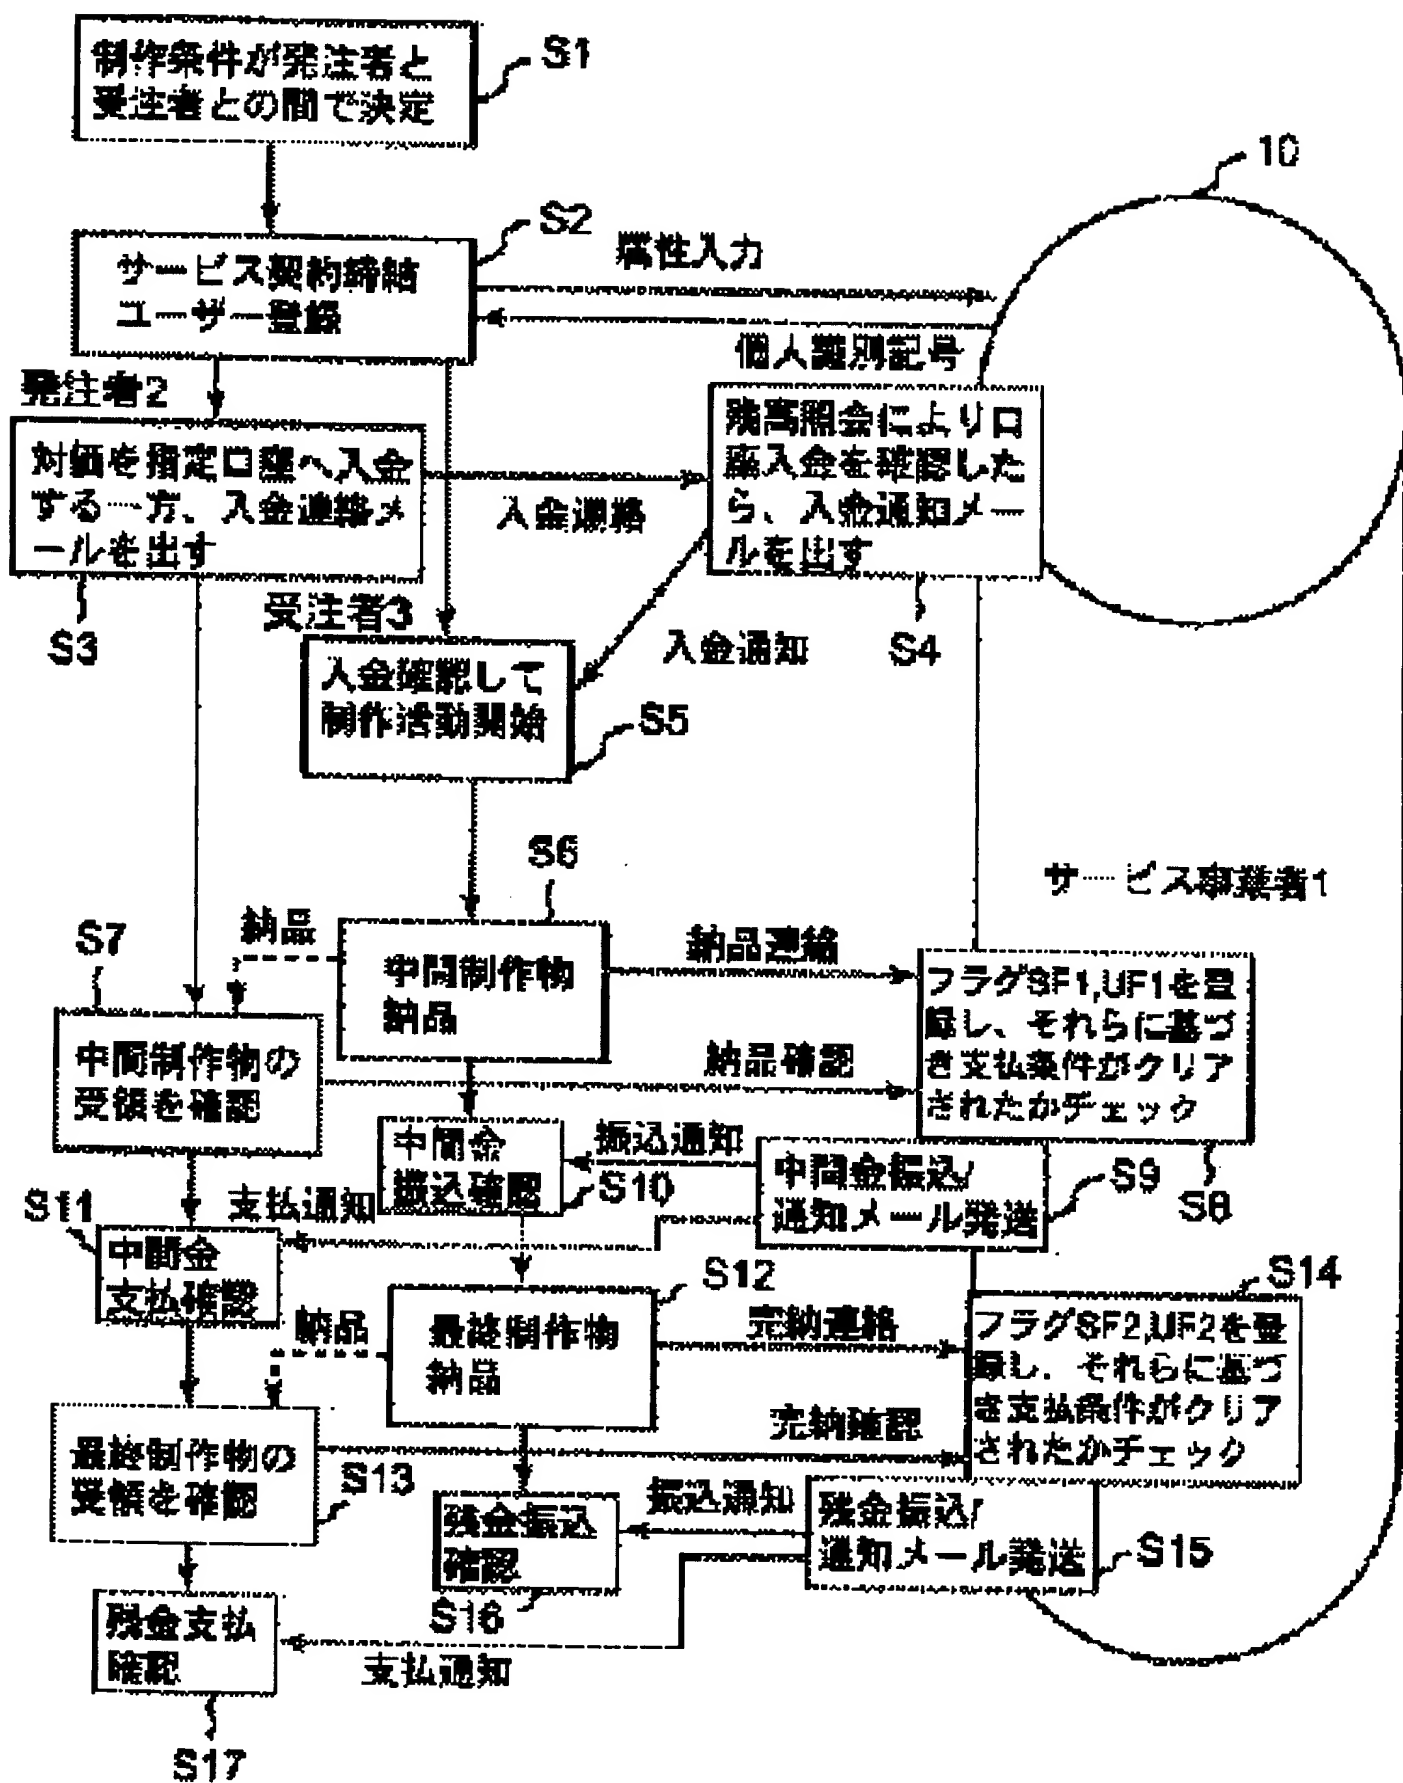 制作条件が発注者と
受注者との間で決定
S1
10
サービス契約締結
ユーザー登録
S2
属性入力
個人識別記号
発注者2
対価を指定口座へ入金
する一方、入金連絡メ
ールを出す
S3
入金連絡
残高照会により口
座入金を確認した
ら、入金通知メー
ルを出す
S4
入金通知
受注者3
入金確認して
制作活動開始
S5
サービス事業者1
S6
中間制作物
納品
納品
納品連絡
S7
中間制作物の
受領を確認
納品確認
フラグSF1,UF1を登
録し、それらに基づ
き支払条件がクリア
されたかチェック
S8
中間金
振込確認
S10
振込通知
中間金振込/
通知メール発送
S9
S11
支払通知
中間金
支払確認
S12
最終制作物
納品
納品
完納連絡
S14
フラグSF2,UF2を登
録し、それらに基づ
き支払条件がクリア
されたかチェック
完納確認
最終制作物の
受領を確認
S13
残金振込
確認
S16
振込通知
残金振込/
通知メール発送
S15
残金支払
確認
支払通知
S17